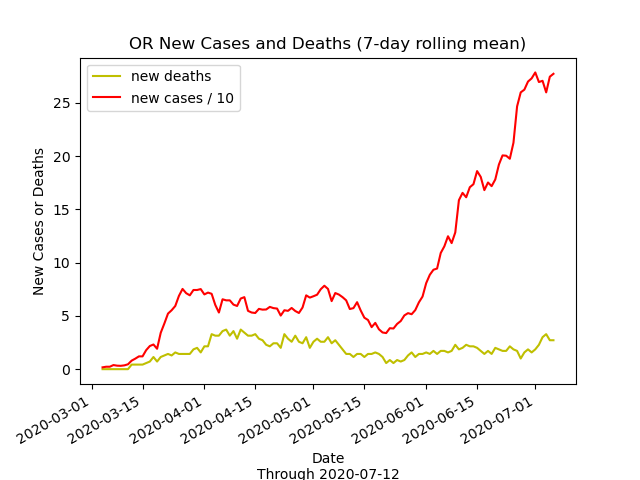 OR New Cases and Deaths (7-day rolling mean)
new deaths
new cases / 10
New Cases or Deaths
25
20
15
10
5
0
2020-03-01
2020-03-15
2020-04-01
2020-04-15
2020-05-01
2020-05-15
2020-06-01
2020-06-15
2020-07-01
Date
Through 2020-07-12